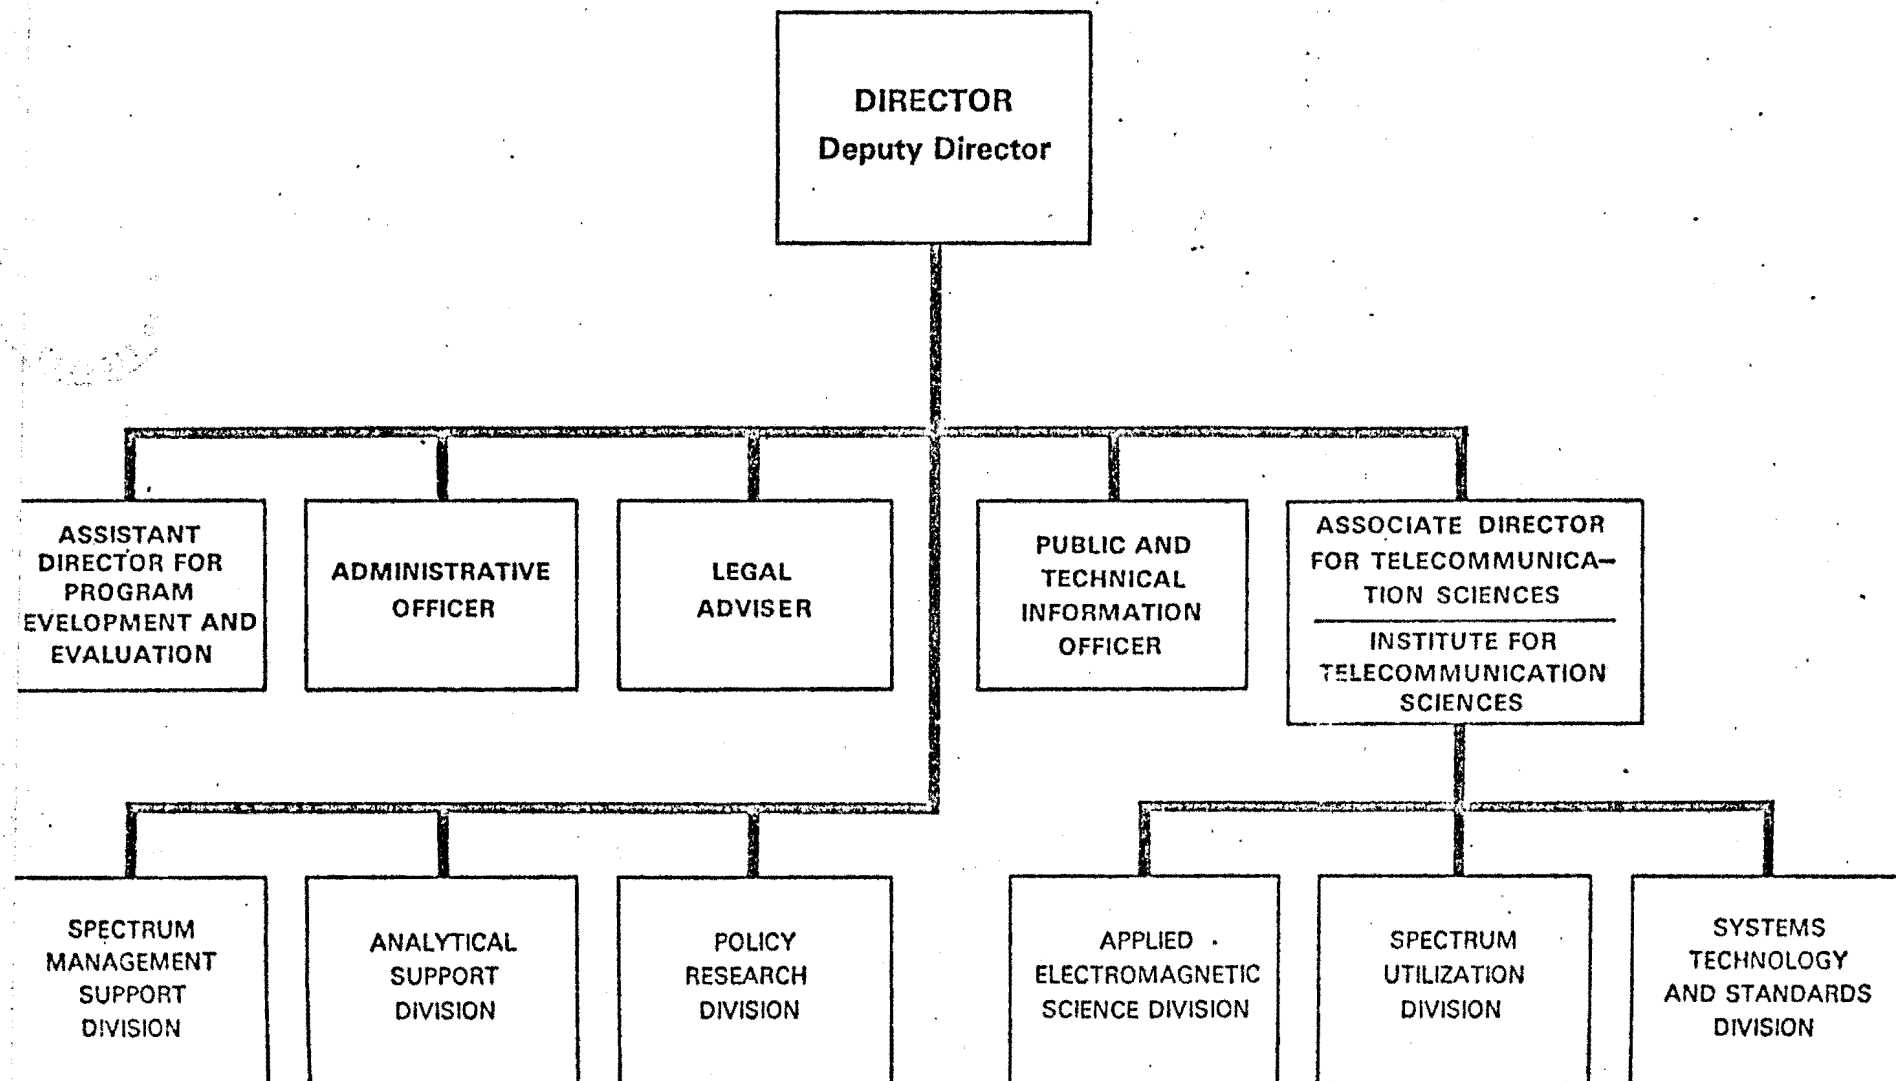 DIRECTOR
Deputy Director
ASSISTANT
DIRECTOR FOR
PROGRAM
EVELOPMENT AND
EVALUATION
ADMINISTRATIVE
OFFICER
LEGAL
ADVISER
PUBLIC AND
TECHNICAL
INFORMATION
OFFICER
ASSOCIATE DIRECTOR
FOR TELECOMMUNICA–
TION SCIENCES
INSTITUTE FOR
TELECOMMUNICATION
SCIENCES
SPECTRUM
MANAGEMENT
SUPPORT
DIVISION
ANALYTICAL
SUPPORT
DIVISION
POLICY
RESEARCH
DIVISION
APPLIED
ELECTROMAGNETIC
SCIENCE DIVISION
SPECTRUM
UTILIZATION
DIVISION
SYSTEMS
TECHNOLOGY
AND STANDARDS
DIVISION